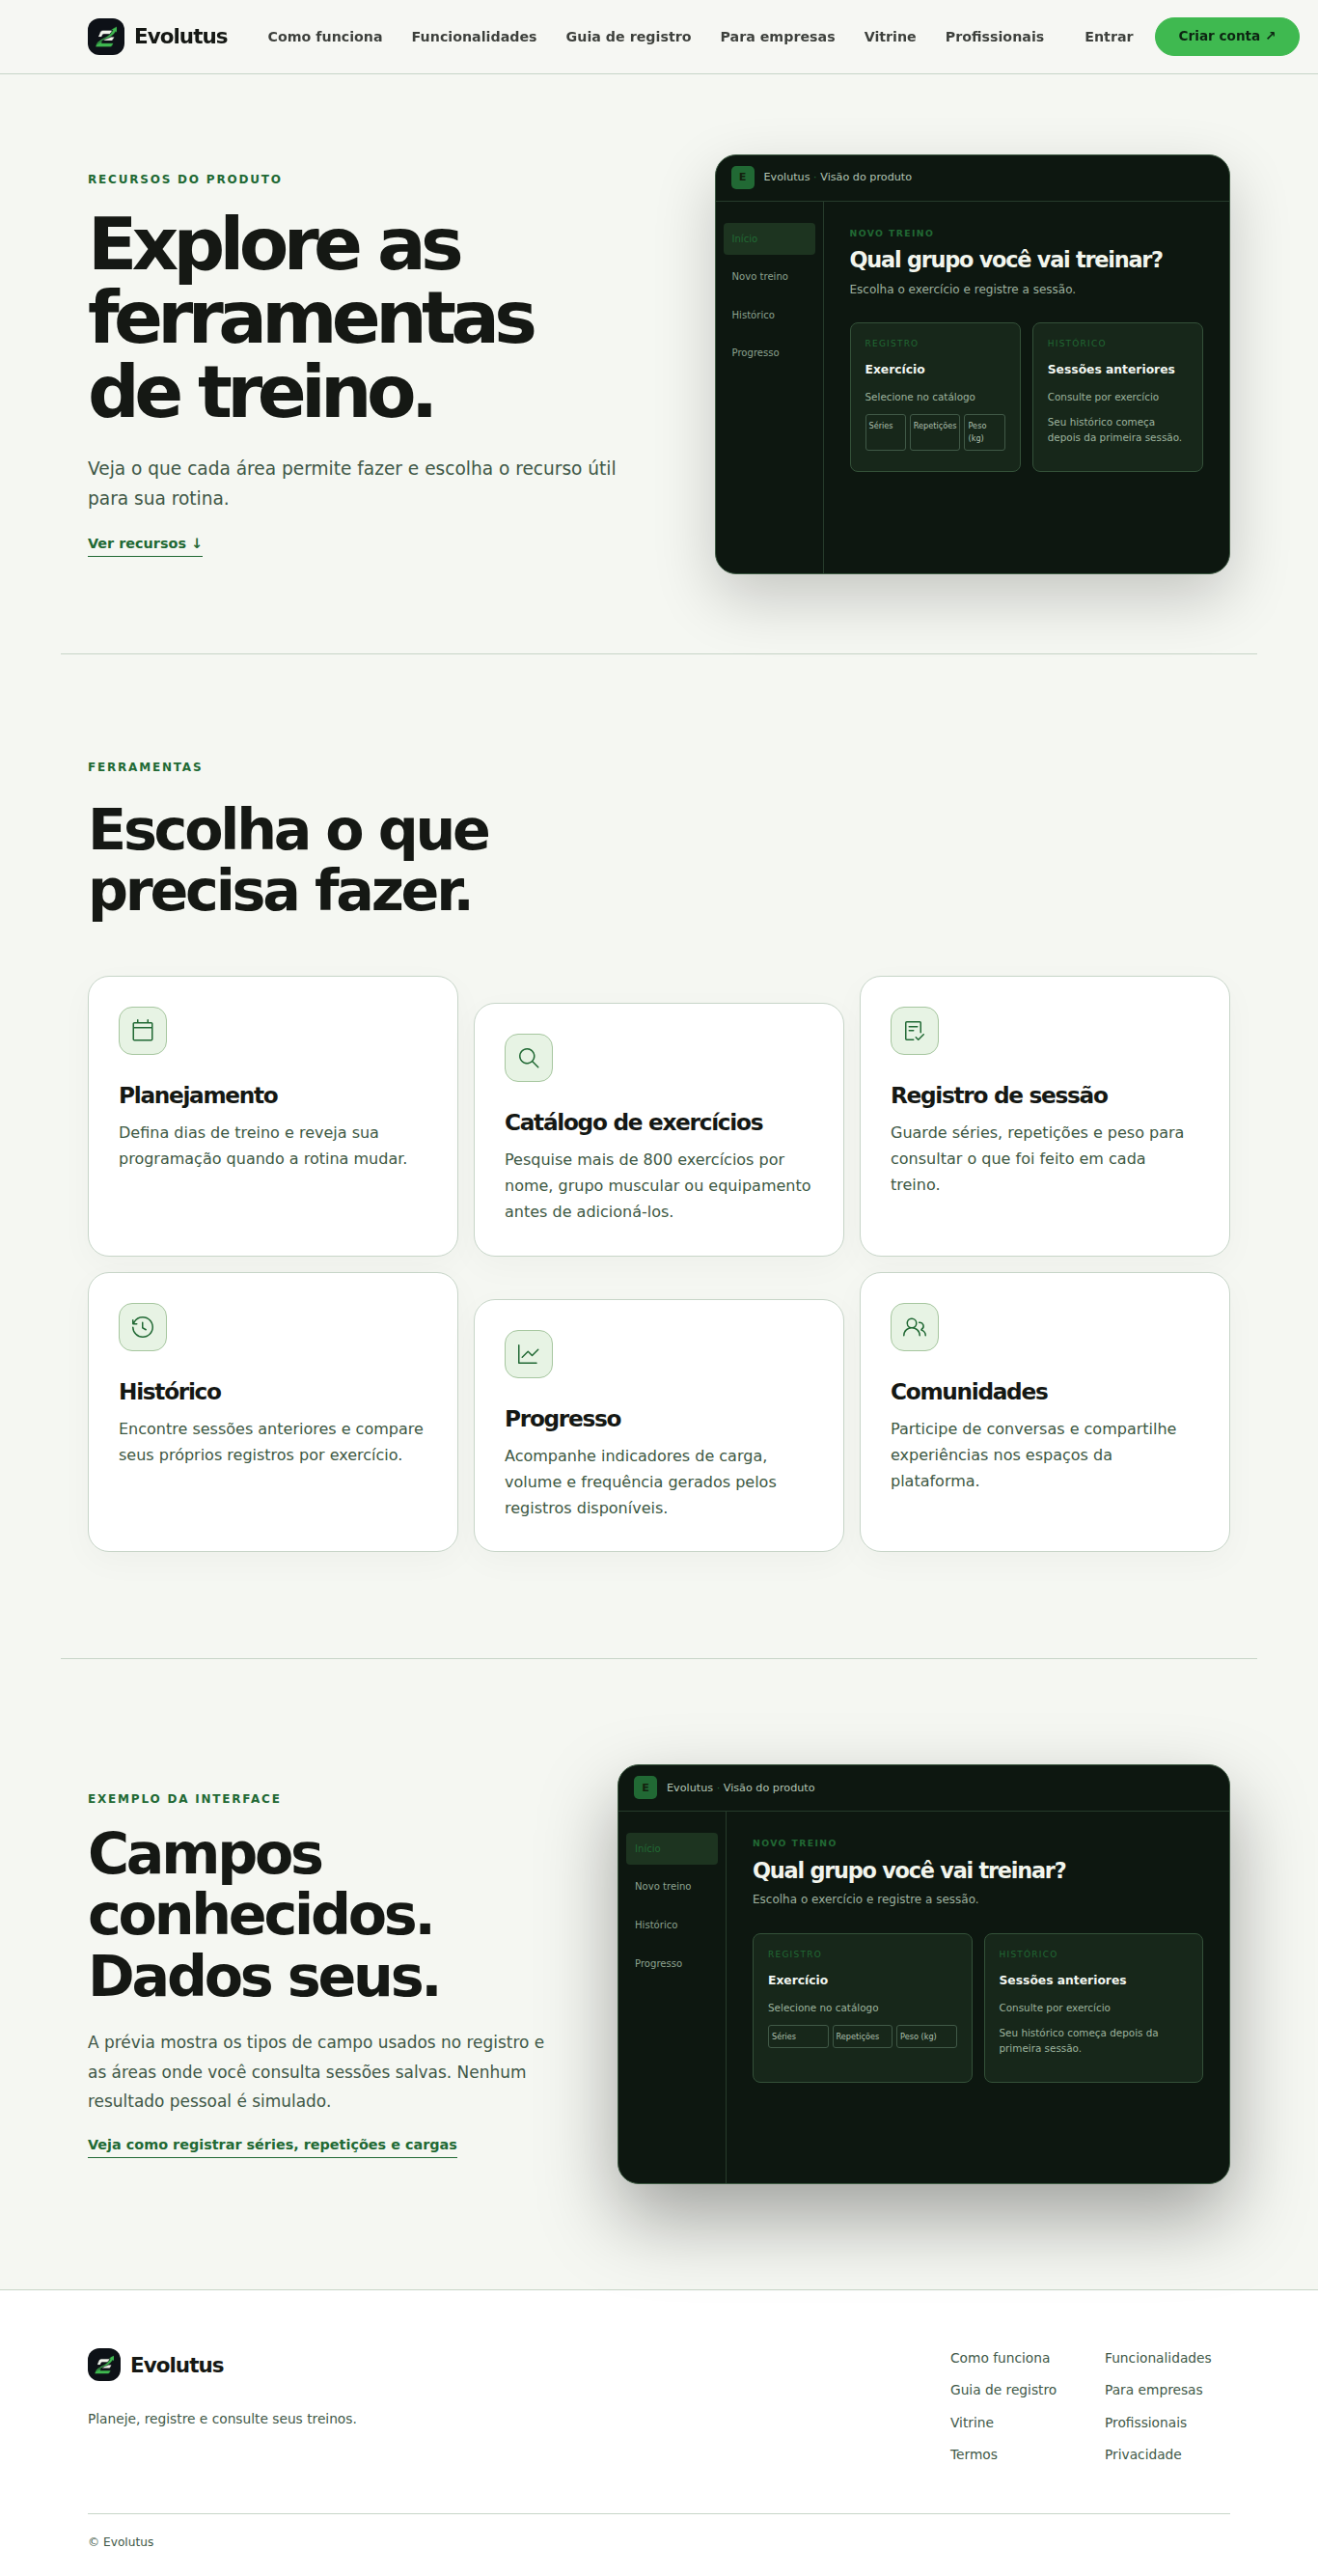 Evolutus
Como funciona
Funcionalidades
Guia de registro
Para empresas
Vitrine
Profissionais
Entrar
Criar conta ↗
RECURSOS DO PRODUTO
Explore as
ferramentas
de treino.
Veja o que cada área permite fazer e escolha o recurso útil
para sua rotina.
Ver recursos ↓
E
Evolutus · Visão do produto
Início
Novo treino
Histórico
Progresso
NOVO TREINO
Qual grupo você vai treinar?
Escolha o exercício e registre a sessão.
REGISTRO
Exercício
Selecione no catálogo
Séries
Repetições
Peso
(kg)
HISTÓRICO
Sessões anteriores
Consulte por exercício
Seu histórico começa
depois da primeira sessão.
FERRAMENTAS
Escolha o que
precisa fazer.
Planejamento
Defina dias de treino e reveja sua
programação quando a rotina mudar.
Catálogo de exercícios
Pesquise mais de 800 exercícios por
nome, grupo muscular ou equipamento
antes de adicioná-los.
Registro de sessão
Guarde séries, repetições e peso para
consultar o que foi feito em cada
treino.
Histórico
Encontre sessões anteriores e compare
seus próprios registros por exercício.
Progresso
Acompanhe indicadores de carga,
volume e frequência gerados pelos
registros disponíveis.
Comunidades
Participe de conversas e compartilhe
experiências nos espaços da
plataforma.
EXEMPLO DA INTERFACE
Campos
conhecidos.
Dados seus.
A prévia mostra os tipos de campo usados no registro e
as áreas onde você consulta sessões salvas. Nenhum
resultado pessoal é simulado.
Veja como registrar séries, repetições e cargas
E
Evolutus · Visão do produto
Início
Novo treino
Histórico
Progresso
NOVO TREINO
Qual grupo você vai treinar?
Escolha o exercício e registre a sessão.
REGISTRO
Exercício
Selecione no catálogo
Séries
Repetições
Peso (kg)
HISTÓRICO
Sessões anteriores
Consulte por exercício
Seu histórico começa depois da
primeira sessão.
Evolutus
Planeje, registre e consulte seus treinos.
Como funciona
Funcionalidades
Guia de registro
Para empresas
Vitrine
Profissionais
Termos
Privacidade
© Evolutus